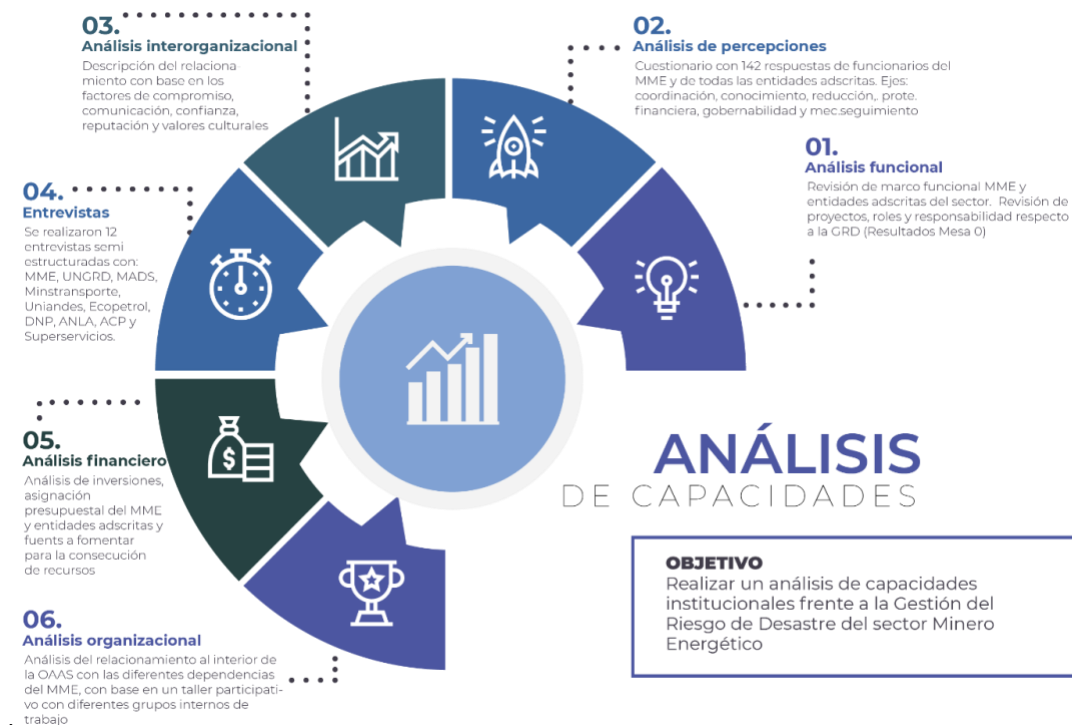 03.
Análisis interorganizacional
Descripción del relaciona-
miento con base en los
factores de compromiso,
comunicación, confianza,
reputación y valores culturales
02.
Análisis de percepciones
Cuestionario con 142 respuestas de funcionarios del
MME y de todas las entidades adscritas. Ejes:
coordinación, conocimiento, reducción,. prote.
financiera, gobernabilidad y mec.seguimiento
01.
Análisis funcional
Revisión de marco funcional MME y
entidades adscritas del sector. Revisión de
proyectos, roles y responsabilidad respecto
a la GRD (Resultados Mesa 0)
04.
Entrevistas
Se realizaron 12
entrevistas semi
estructuradas con:
MME, UNGRD, MADS,
Minstransporte,
Uniandes, Ecopetrol,
DNP, ANLA, ACP y
Superservicios.
05.
Análisis financiero
Análisis de inversiones,
asignación
presupuestal del MME
y entidades adscritas y
fuents a fomentar
para la consecución
de recursos
06.
Análisis organizacional
Análisis del relacionamiento al interior de
la OAAS con las diferentes dependencias
del MME, con base en un taller participati-
vo con diferentes grupos internos de
trabajo
$
ANÁLISIS
DE CAPACIDADES
OBJETIVO
Realizar un análisis de capacidades
institucionales frente a la Gestión del
Riesgo de Desastre del sector Minero
Energético